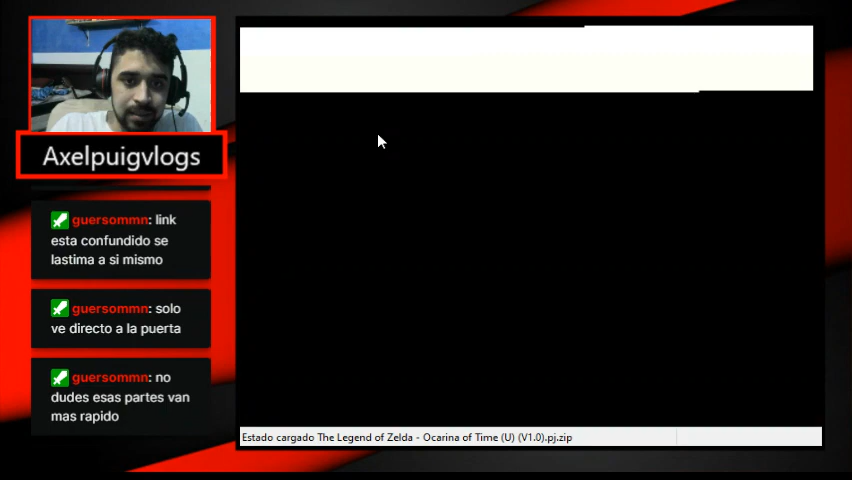 Axelpuigvlogs
guersommn: link
esta confundido se
lastima a si mismo
guersommn: solo
ve directo a la puerta
guersommn: no
dudes esas partes van
mas rapido
Estado cargado The Legend of Zelda - Ocarina of Time (U) (V1.0).pj.zip